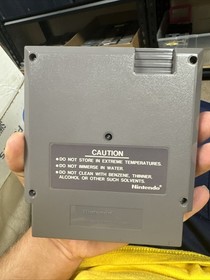 CAUTION
•DO NOT STORE IN EXTREME TEMPERATURES.
•DO NOT IMMERSE IN WATER.
•DO NOT CLEAN WITH BENZENE, THINNER,
ALCOHOL OR OTHER SUCH SOLVENTS.
Nintendo®